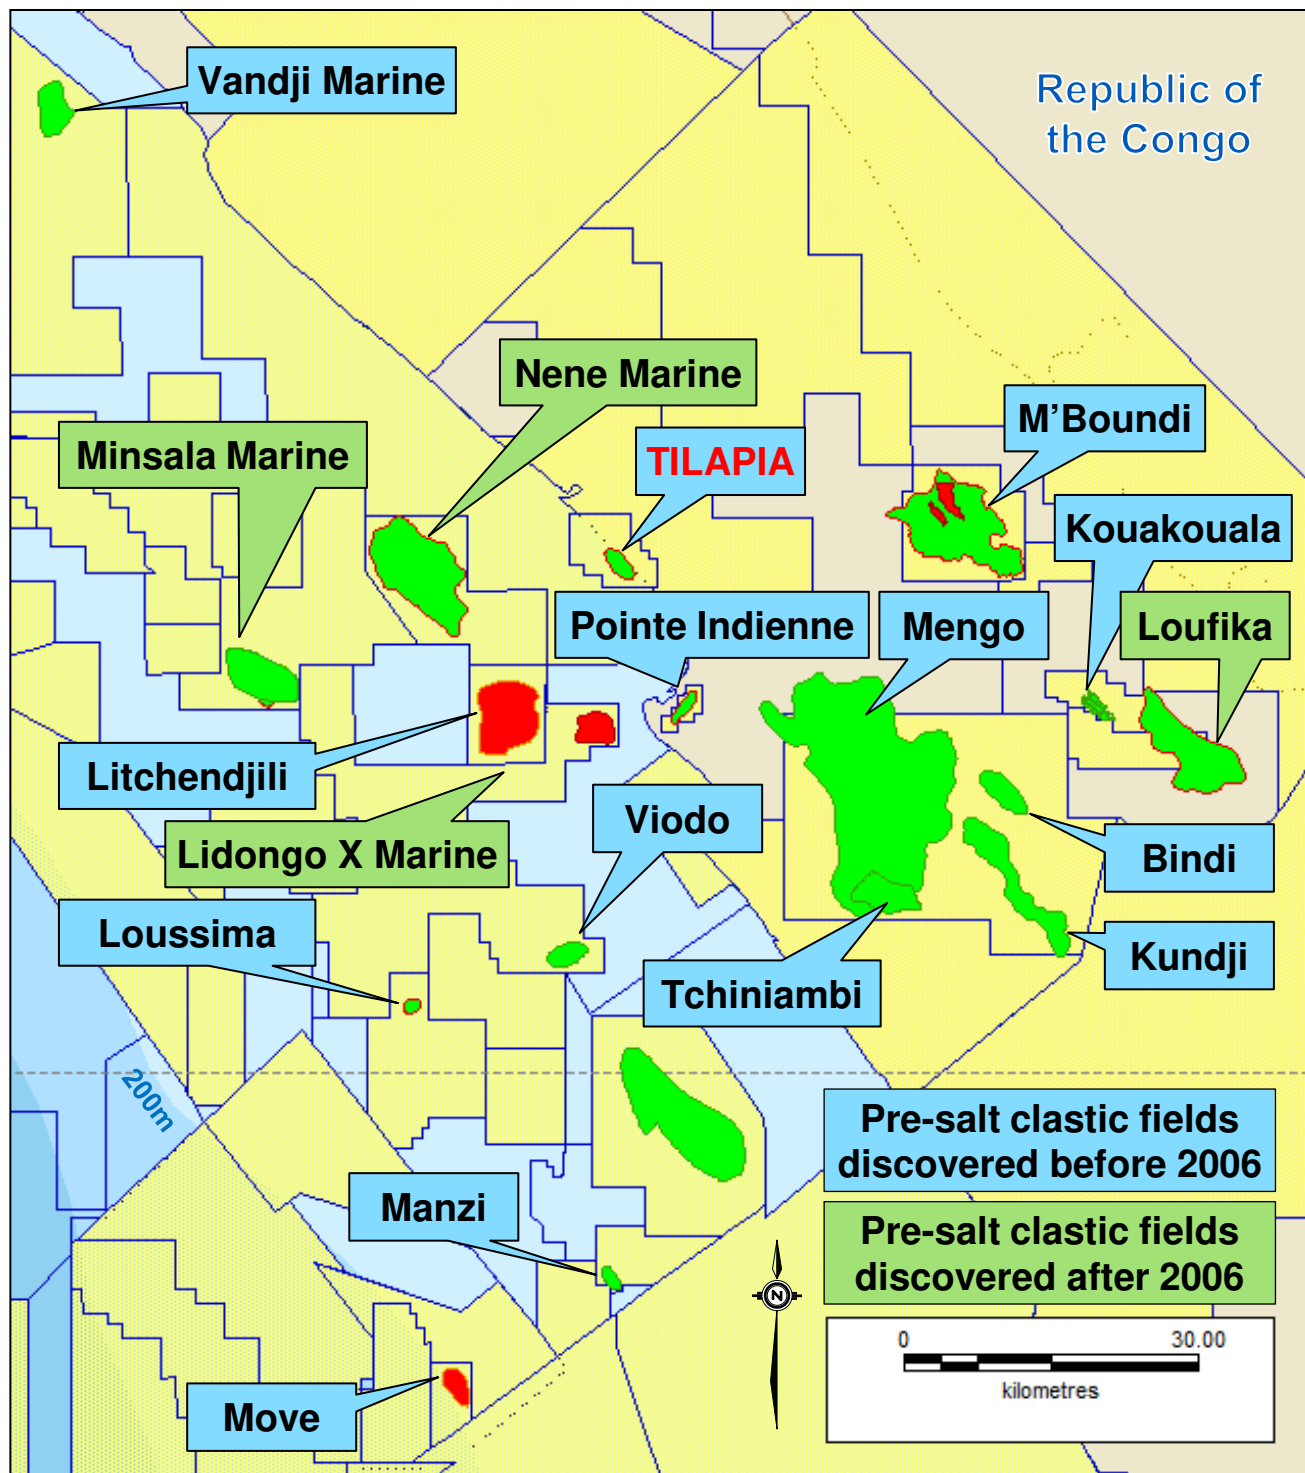 Vandji Marine
Republic of
the Congo
Nene Marine
M'Boundi
Minsala Marine
TILAPIA
Kouakouala
Pointe Indienne
Mengo
Loufika
Litchendjili
Viodo
Lidongo X Marine
Bindi
Loussima
Kundji
Tchiniambi
200m
Pre-salt clastic fields
discovered before 2006
Manzi
Pre-salt clastic fields
discovered after 2006
N
0 30.00
kilometres
Move